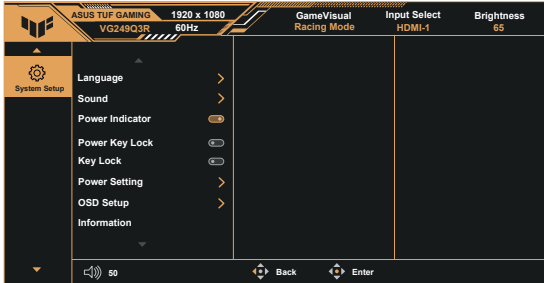 ASUS TUF GAMING 1920 x 1080
VG249Q3R 60Hz
GameVisual
Racing Mode
Input Select
HDMI-1
Brightness
65
System Setup
Language
Sound
Power Indicator
Power Key Lock
Key Lock
Power Setting
OSD Setup
Information
50
Back
Enter